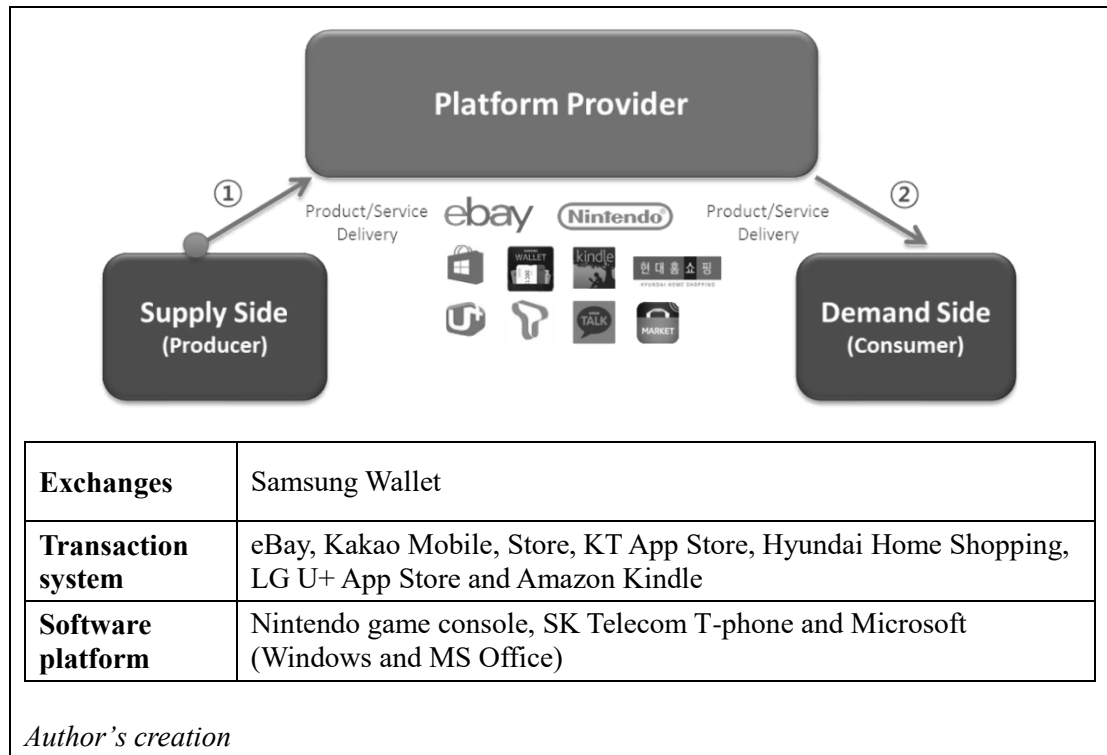 Platform Provider
①
②
Product/Service
Delivery
ebay
Nintendo®
Product/Service
Delivery
WALLET
kindle
현대홈쇼핑
HYUNDAI HOME SHOPPING
Supply Side
(Producer)
U+
TALK
MARKET
Demand Side
(Consumer)
Exchanges
Samsung Wallet
Transaction
system
eBay, Kakao Mobile, Store, KT App Store, Hyundai Home Shopping,
LG U+ App Store and Amazon Kindle
Software
platform
Nintendo game console, SK Telecom T-phone and Microsoft
(Windows and MS Office)
Author’s creation